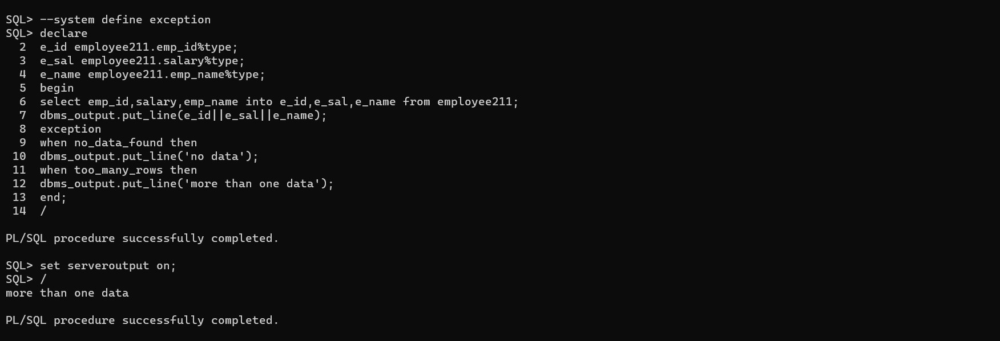 SQL> --system define exception
SQL> declare
2 e_id employee211.emp_id%type;
3 e_sal employee211.salary%type;
4 e_name employee211.emp_name%type;
5 begin
6 select emp_id,salary,emp_name into e_id,e_sal,e_name from employee211;
7 dbms_output.put_line(e_id||e_sal||e_name);
8 exception
9 when no_data_found then
10 dbms_output.put_line('no data');
11 when too_many_rows then
12 dbms_output.put_line('more than one data');
13 end;
14 /
PL/SQL procedure successfully completed.
SQL> set serveroutput on;
SQL> /
more than one data
PL/SQL procedure successfully completed.